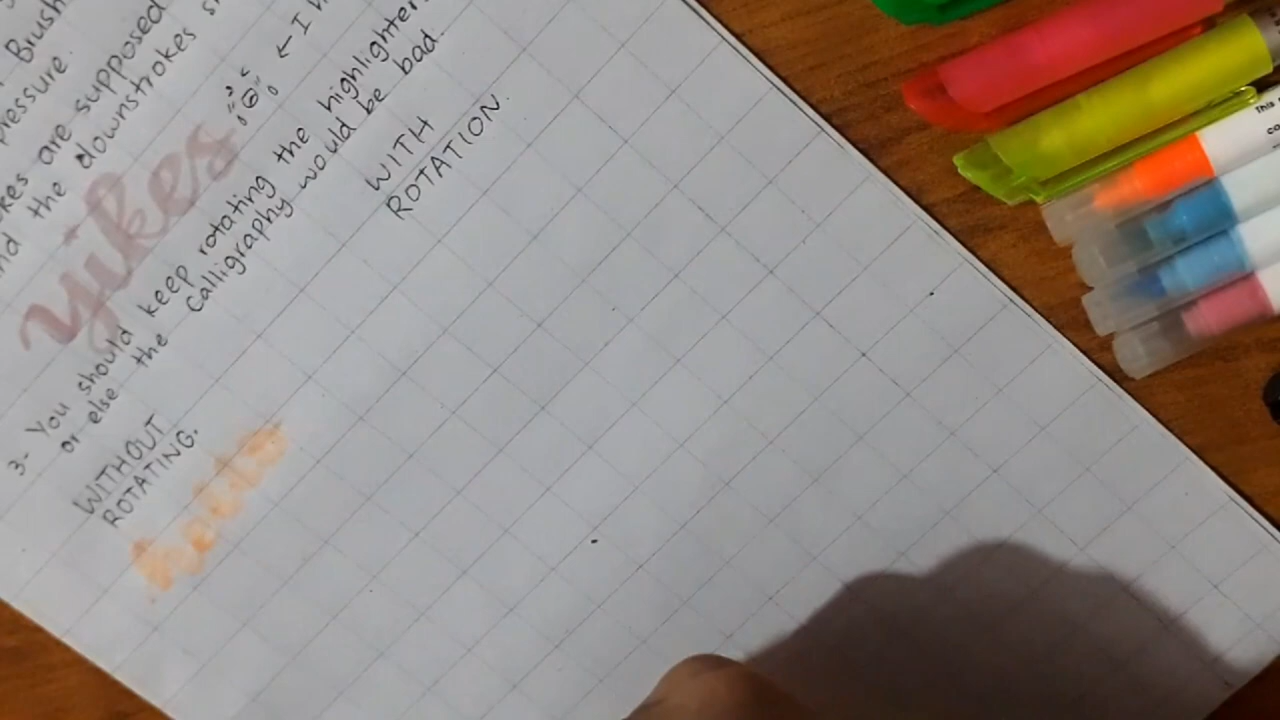 Brush
pressure
kes are supposed
nd the downstrokes
yikes
← I
3- You should keep rotating the highlighter
or else the Calligraphy would be bad.
WITHOUT
ROTATING.
WITH
ROTATION.
This